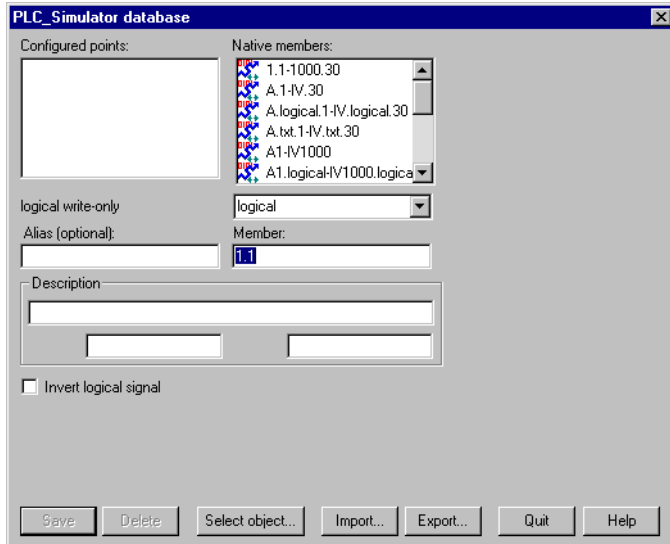 PLC_Simulator database
Configured points:
Native members:
1.1-1000.30
A.1-IV.30
A.logical.1-IV.logical.30
A.txt.1-IV.txt.30
A1-IV1000
A1.logical-IV1000.logica
logical write-only
logical
Alias (optional):
Member:
1.1
Description
Invert logical signal
Save
Delete
Select object...
Import...
Export...
Quit
Help